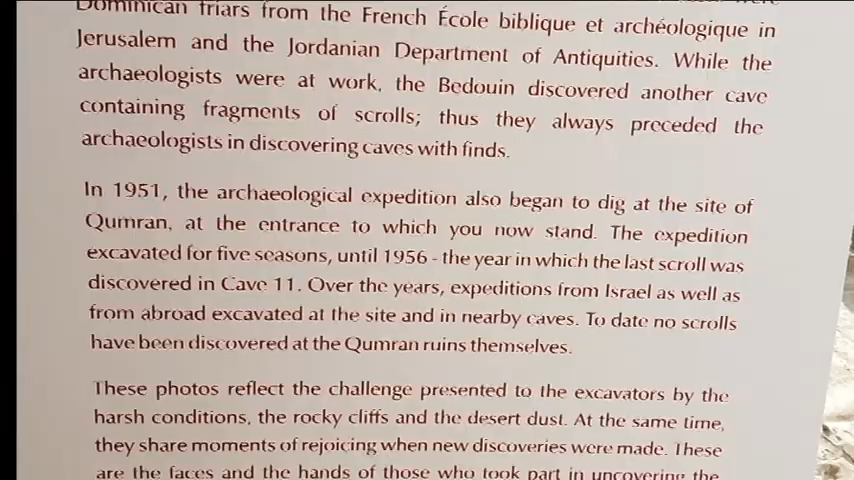 Dominican friars from the French École biblique et archéologique in
Jerusalem and the Jordanian Department of Antiquities. While the
archaeologists were at work, the Bedouin discovered another cave
containing fragments of scrolls; thus they always preceded the
archaeologists in discovering caves with finds.
In 1951, the archaeological expedition also began to dig at the site of
Qumran, at the entrance to which you now stand. The expedition
excavated for five seasons, until 1956 - the year in which the last scroll was
discovered in Cave 11. Over the years, expeditions from Israel as well as
from abroad excavated at the site and in nearby caves. To date no scrolls
have been discovered at the Qumran ruins themselves.
These photos reflect the challenge presented to the excavators by the
harsh conditions, the rocky cliffs and the desert dust. At the same time,
they share moments of rejoicing when new discoveries were made. These
are the faces and the hands of those who took part in uncovering the